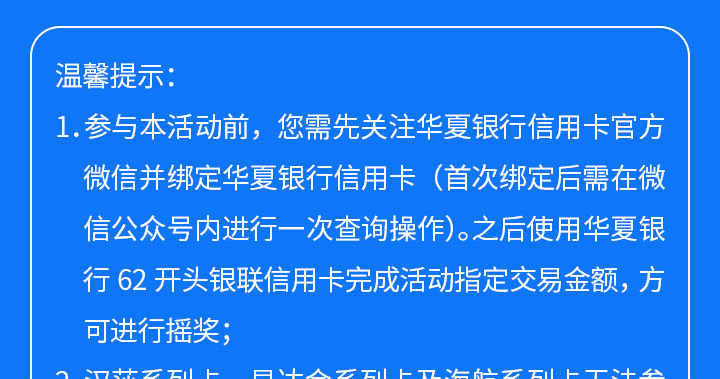 温馨提示：
1.参与本活动前，您需先关注华夏银行信用卡官方
微信并绑定华夏银行信用卡（首次绑定后需在微
信公众号内进行一次查询操作）。之后使用华夏银
行 62 开头银联信用卡完成活动指定交易金额，方
可进行摇奖；